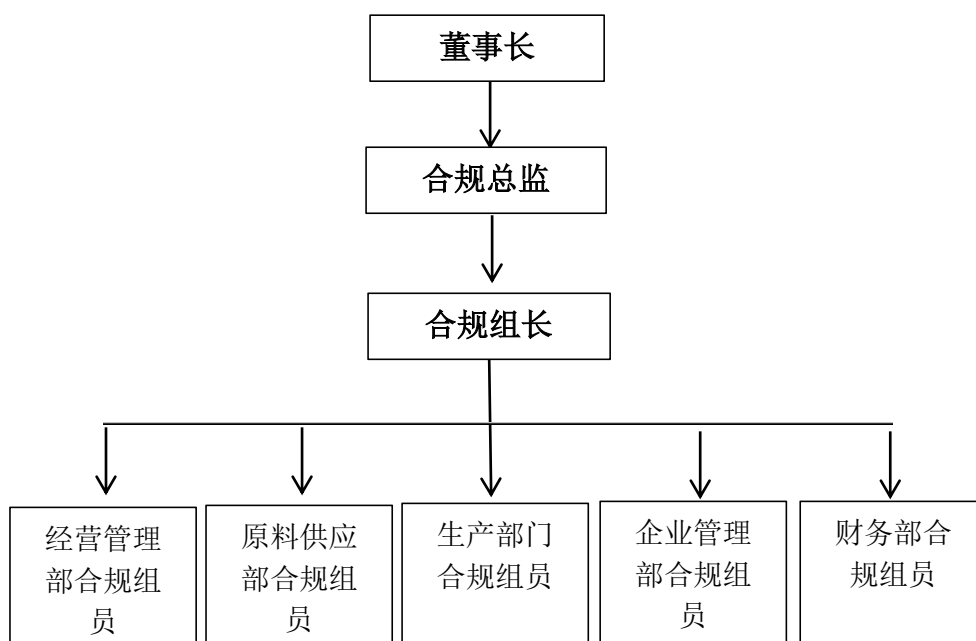 董事长
合规总监
合规组长
经营管理
部合规组
员
原料供应
部合规组
员
生产部门
合规组员
企业管理
部合规组
员
财务部合
规组员